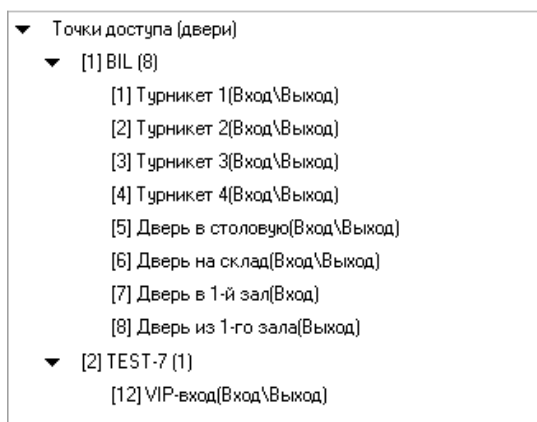 Точки доступа (двери)
[1] BIL (8)
[1] Турникет 1(Вход\Выход)
[2] Турникет 2(Вход\Выход)
[3] Турникет 3(Вход\Выход)
[4] Турникет 4(Вход\Выход)
[5] Дверь в столовую(Вход\Выход)
[6] Дверь на склад(Вход\Выход)
[7] Дверь в 1-й зал(Вход)
[8] Дверь из 1-го зала(Выход)
[2] TEST-7 (1)
[12] VIP-вход(Вход\Выход)